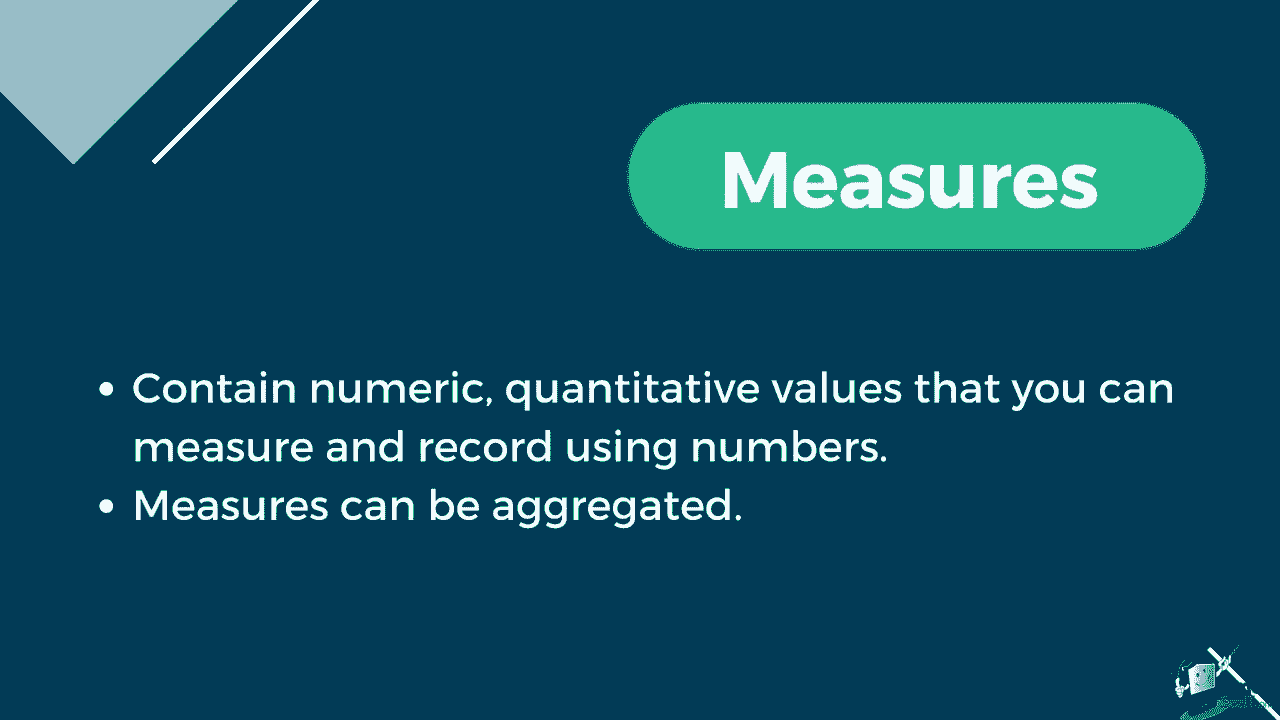 Measures
• Contain numeric, quantitative values that you can
measure and record using numbers.
• Measures can be aggregated.